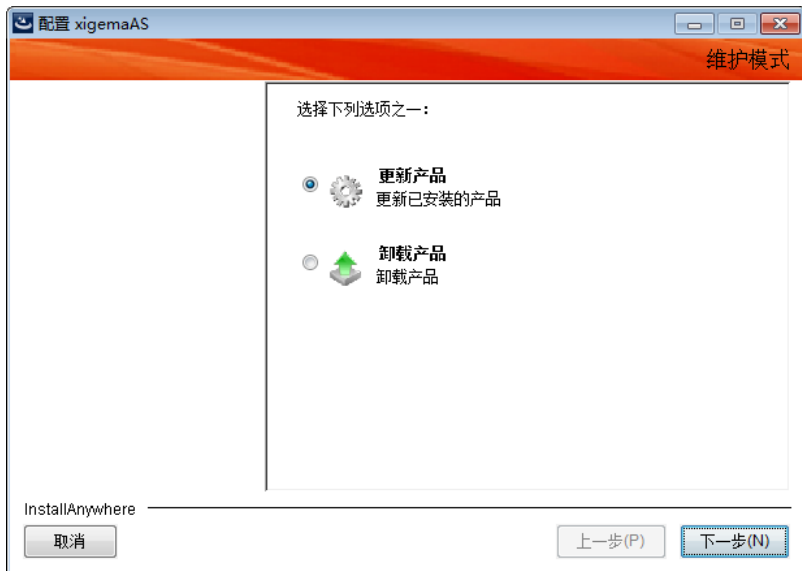 配置 xigemaAS
维护模式
选择下列选项之一：
更新产品
更新已安装的产品
卸载产品
卸载产品
InstallAnywhere
取消
上一步(P)
下一步(N)